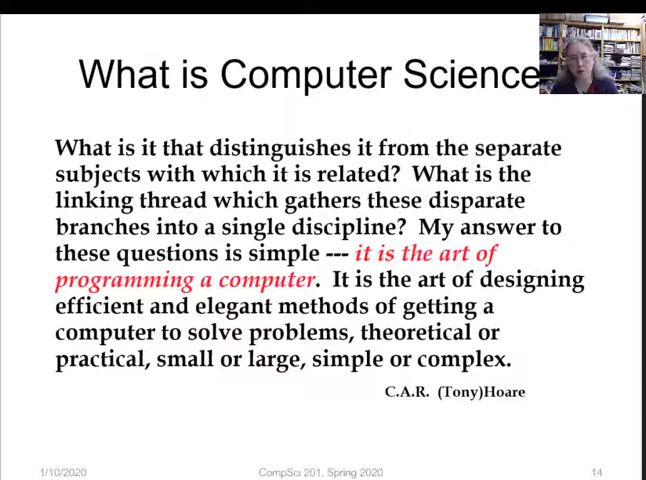 What is Computer Science
What is it that distinguishes it from the separate
subjects with which it is related? What is the
linking thread which gathers these disparate
branches into a single discipline? My answer to
these questions is simple --- it is the art of
programming a computer. It is the art of designing
efficient and elegant methods of getting a
computer to solve problems, theoretical or
practical, small or large, simple or complex.
C.A.R. (Tony)Hoare
1/10/2020
CompSci 201, Spring 2020
14